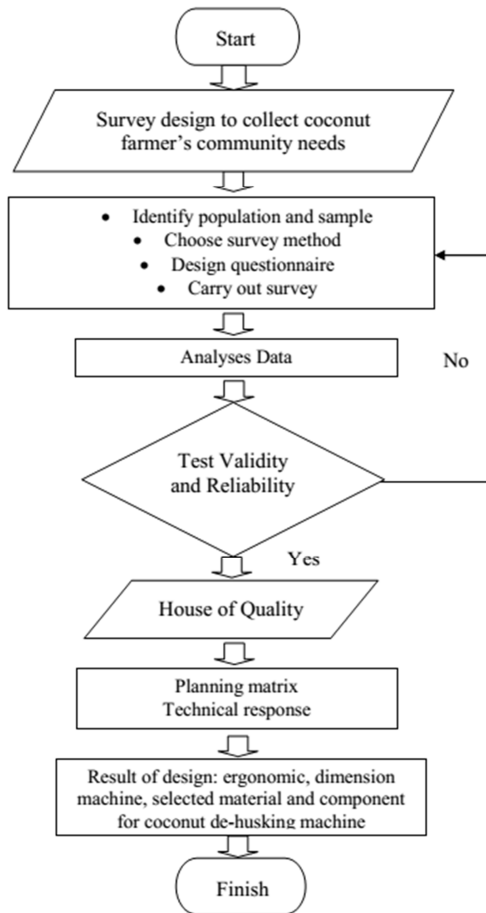 Start
Survey design to collect coconut
farmer's community needs
• Identify population and sample
• Choose survey method
• Design questionnaire
• Carry out survey
Analyses Data
No
Test Validity
and Reliability
Yes
House of Quality
Planning matrix
Technical response
Result of design: ergonomic, dimension
machine, selected material and component
for coconut de-husking machine
Finish